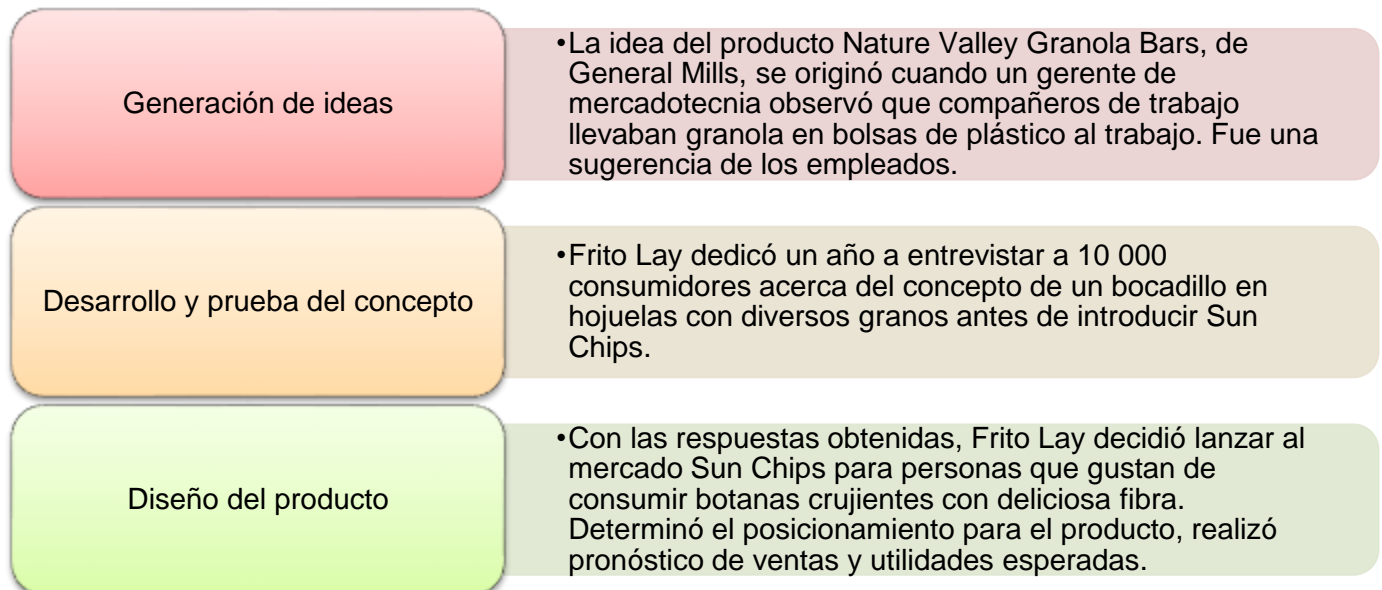 Generación de ideas
•La idea del producto Nature Valley Granola Bars, de
General Mills, se originó cuando un gerente de
mercadotecnia observó que compañeros de trabajo
llevaban granola en bolsas de plástico al trabajo. Fue una
sugerencia de los empleados.
Desarrollo y prueba del concepto
•Frito Lay dedicó un año a entrevistar a 10 000
consumidores acerca del concepto de un bocadillo en
hojuelas con diversos granos antes de introducir Sun
Chips.
Diseño del producto
•Con las respuestas obtenidas, Frito Lay decidió lanzar al
mercado Sun Chips para personas que gustan de
consumir botanas crujientes con deliciosa fibra.
Determinó el posicionamiento para el producto, realizó
pronóstico de ventas y utilidades esperadas.